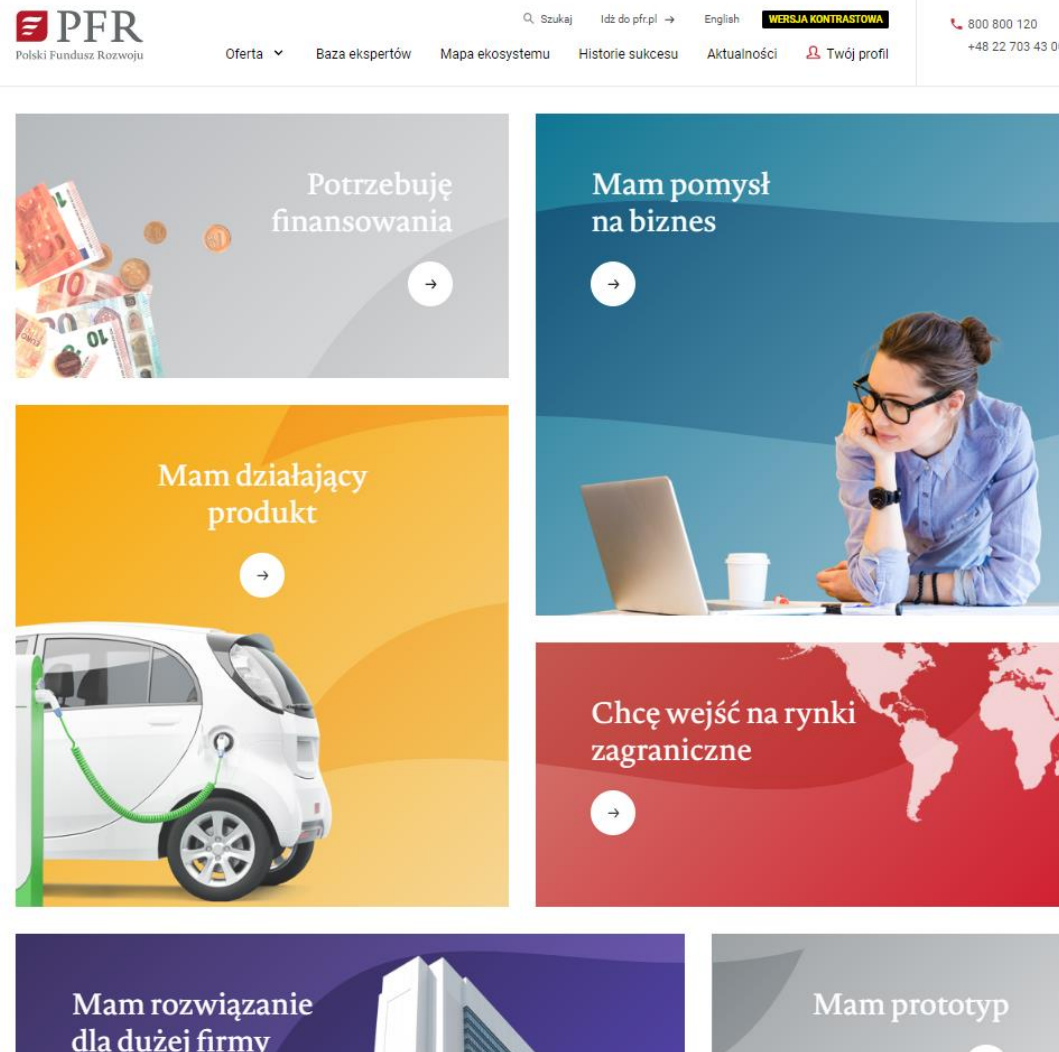 PFR
Polski Fundusz Rozwoju
Szukaj Idź do pfr.pl → English WERSJA KONTRASTOWA
800 800 120
Oferta Baza ekspertów Mapa ekosystemu Historie sukcesu Aktualności Twój profil
+48 22 703 43 0
Potrzebuję
finansowania
→
Mam pomysł
na biznes
→
Mam działający
produkt
→
Chcę wejść na rynki
zagraniczne
→
Mam rozwiązanie
dla dużej firmy
Mam prototyp